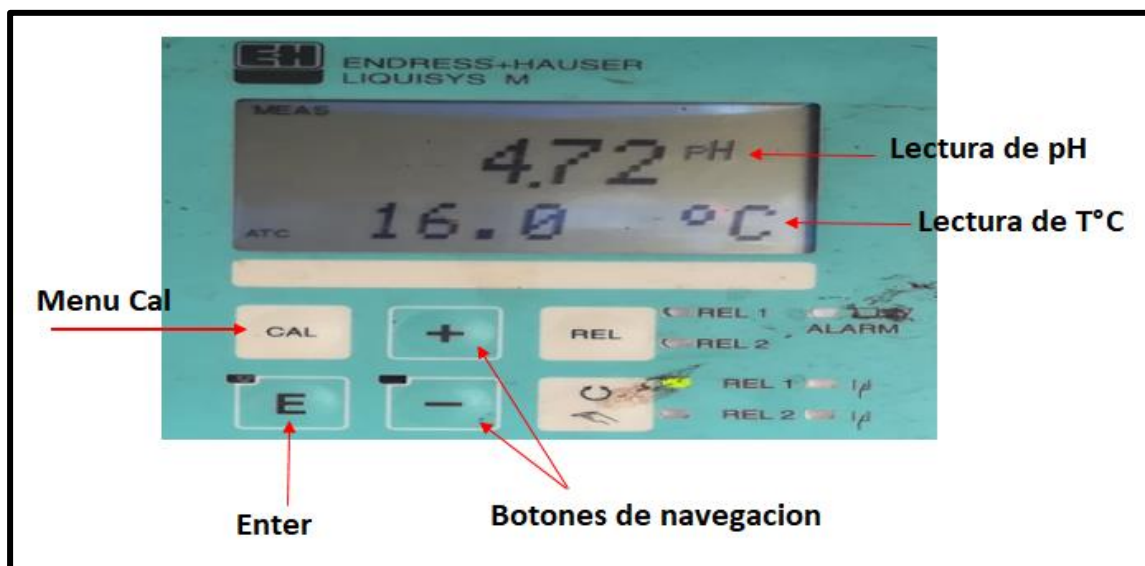 E+H
ENDRESS+HAUSER
LIQUISYS M
MEAS
4.72 pH
Lectura de pH
ATC 16.0 °C
Lectura de T°C
Menu Cal
CAL
+
REL
REL 1
ALARM
REL 2
E
-
REL 1
REL 2
Enter
Botones de navegacion